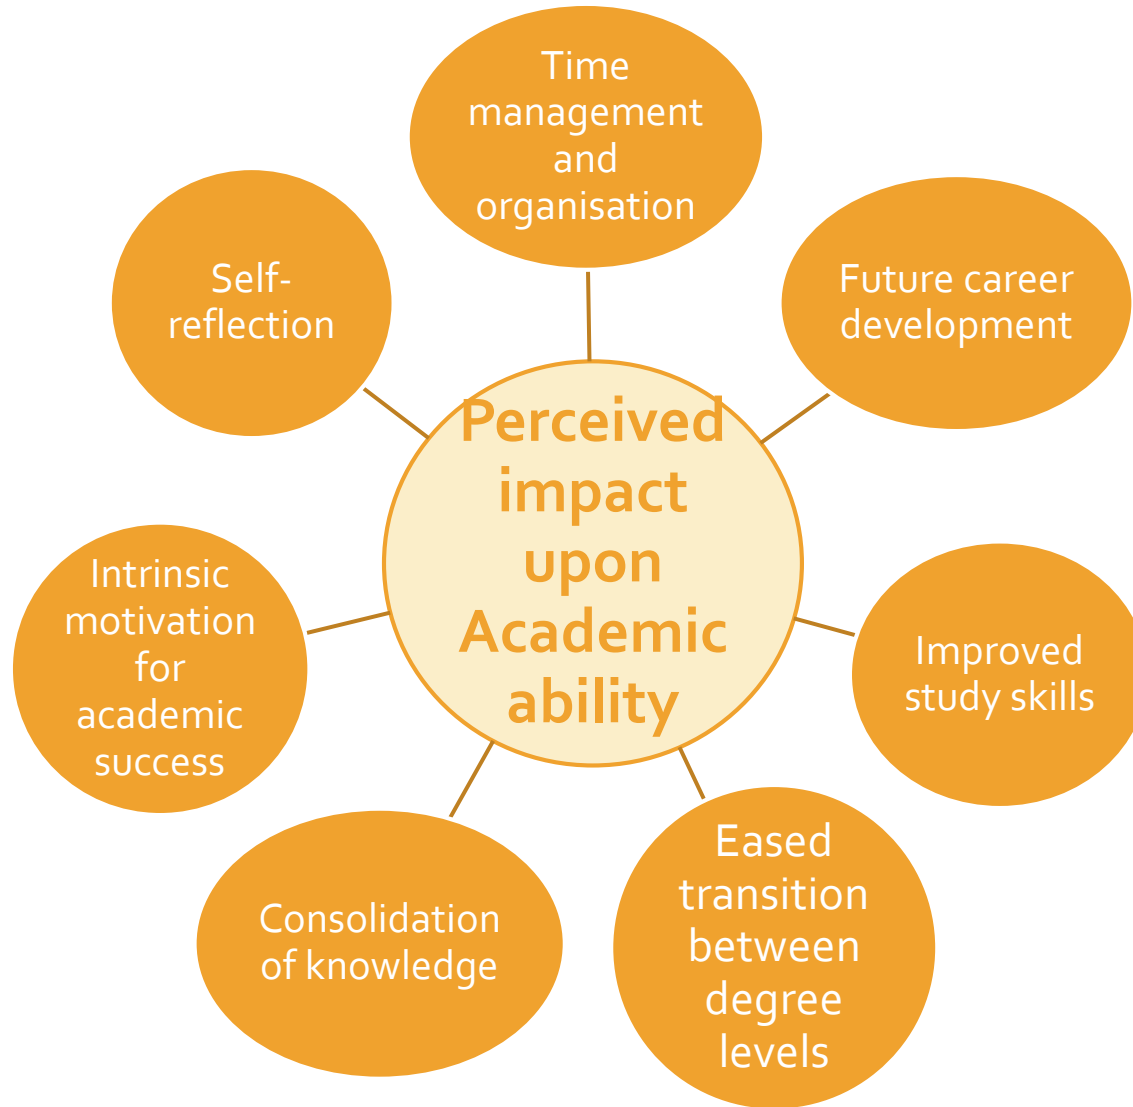 Time
management
and
organisation
Future career
development
Improved
study skills
Eased
transition
between
degree
levels
Consolidation
of knowledge
Intrinsic
motivation
for
academic
success
Self-
reflection
Perceived
impact
upon
Academic
ability